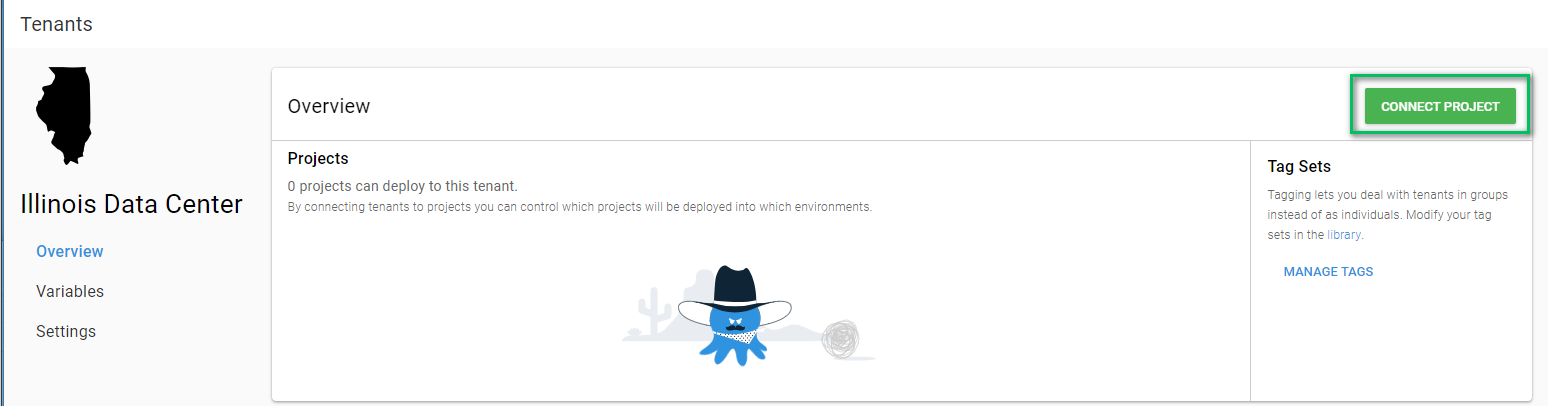 Tenants
Illinois Data Center
Overview
Variables
Settings
Overview
CONNECT PROJECT
Projects
0 projects can deploy to this tenant.
By connecting tenants to projects you can control which projects will be deployed into which environments.
Tag Sets
Tagging lets you deal with tenants in groups
instead of as individuals. Modify your tag
sets in the library.
MANAGE TAGS